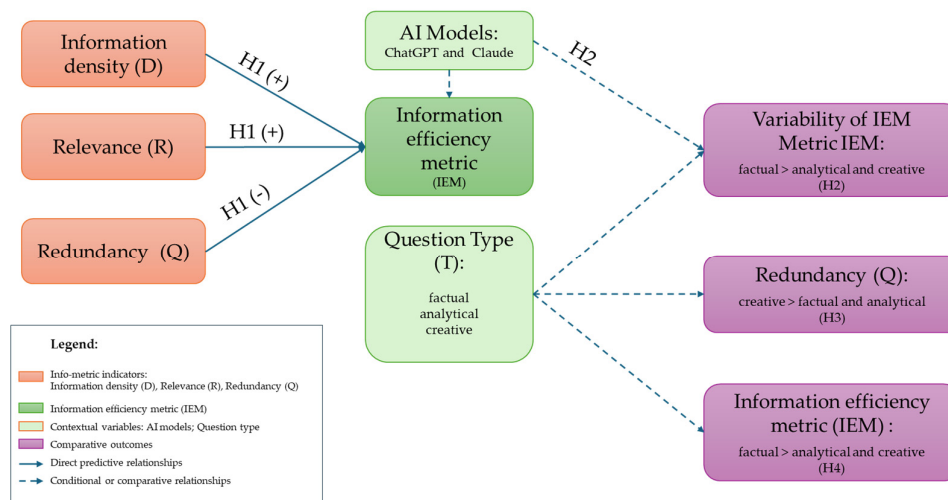 Information
density (D)
Relevance (R)
Redundancy (Q)
H1 (+)
H1 (+)
H1 (-)
AI Models:
ChatGPT and Claude
Information
efficiency
metric
(IEM)
Question Type
(T):
factual
analytical
creative
H2
Variability of IEM
Metric IEM:
factual > analytical and creative
(H2)
Redundancy (Q):
creative > factual and analytical
(H3)
Information efficiency
metric (IEM) :
factual > analytical and creative
(H4)
Legend:
Info-metric indicators:
Information density (D), Relevance (R), Redundancy (Q)
Information efficiency metric (IEM)
Contextual variables: AI models; Question type
Comparative outcomes
Direct predictive relationships
Conditional or comparative relationships